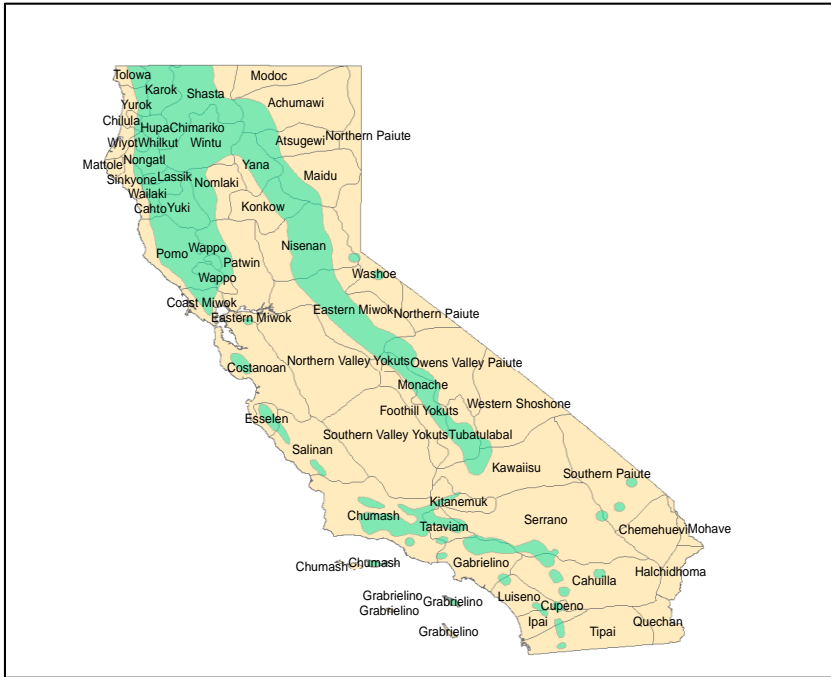 Tolowa
Modoc
Karok
Shasta
Achumawi
Yurok
Chilula
Hupa
Chimariko
Northern Paiute
Wiyot
Whilkut
Wintu
Atsugewi
Mattole
Nongatl
Yana
Sinkyone
Lassik
Nomlaki
Maidu
Wailaki
Cahto
Yuki
Konkow
Nisenan
Pomo
Wappo
Patwin
Washoe
Wappo
Coast Miwok
Eastern Miwok
Eastern Miwok
Northern Paiute
Costanoan
Northern Valley Yokuts
Owens Valley Paiute
Monache
Western Shoshone
Foothill Yokuts
Esselen
Southern Valley Yokuts
Tubatulabal
Salinan
Kawaiisu
Southern Paiute
Kitanemuk
Chumash
Tataviam
Serrano
Chemehuevi
Mohave
Chumash
Chumash
Gabrielino
Cahuilla
Halchidhoma
Grabrielino
Grabrielino
Grabrielino
Luiseno
Cupeno
Ipai
Tipai
Quechan
Grabrielino